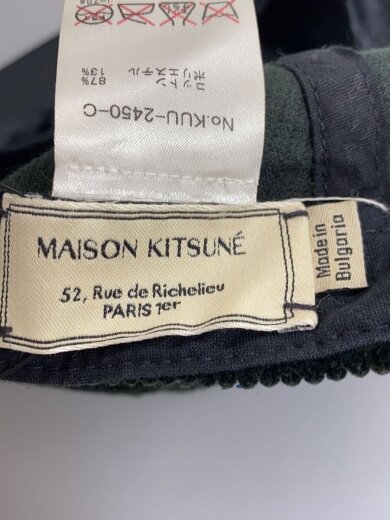 No.KUU-2450-C
コットン 87%
ポリエステル 13%
MAISON KITSUNÉ
52, Rue de Richelieu
PARIS 1er
Made in
Bulgaria